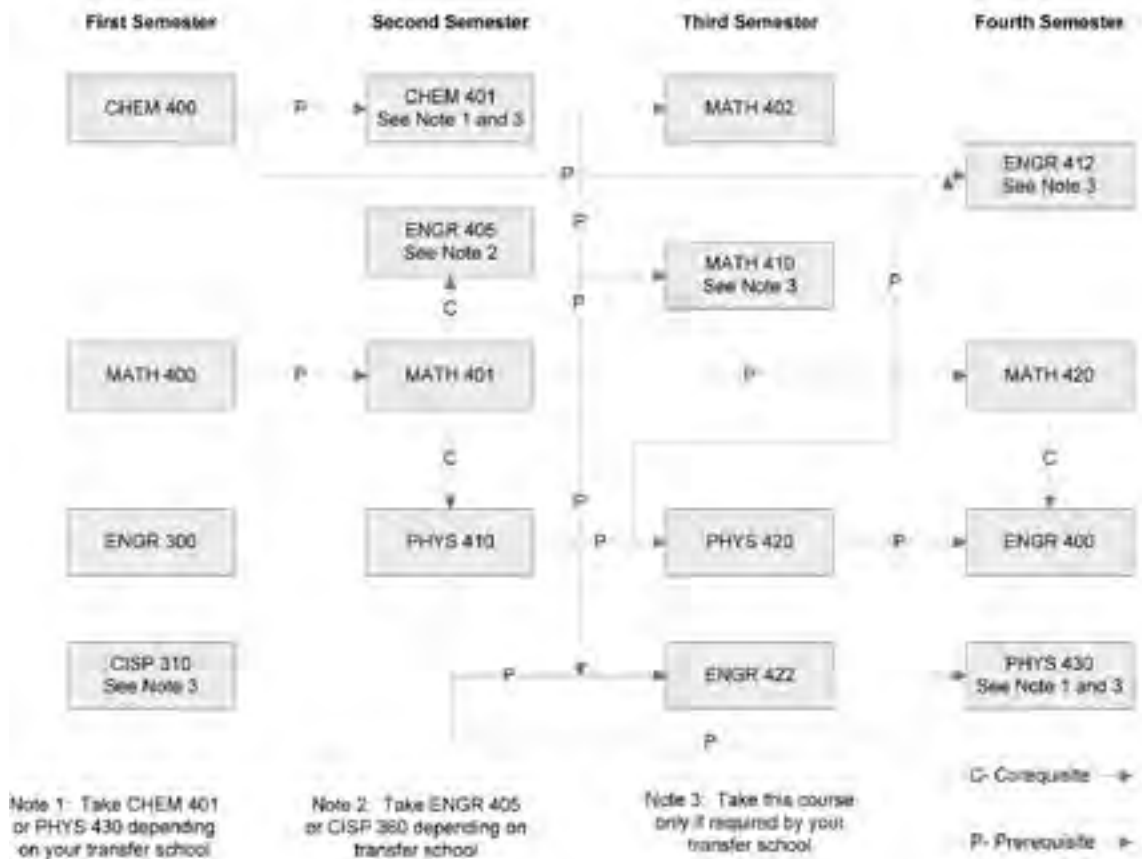 First Semester
Second Semester
Third Semester
Fourth Semester
CHEM 400
P
CHEM 401
See Note 1 and 3
MATH 402
P
ENGR 412
See Note 3
ENGR 405
See Note 2
P
MATH 410
See Note 3
P
P
C
MATH 400
P
MATH 401
P
MATH 420
C
C
P
ENGR 300
PHYS 410
P
PHYS 420
P
ENGR 400
CISP 310
See Note 3
P
ENGR 422
PHYS 430
See Note 1 and 3
P
C- Corequisite
P- Prerequisite
Note 1: Take CHEM 401
or PHYS 430 depending
on your transfer school
Note 2: Take ENGR 405
or CISP 360 depending on
transfer school
Note 3: Take this course
only if required by your
transfer school